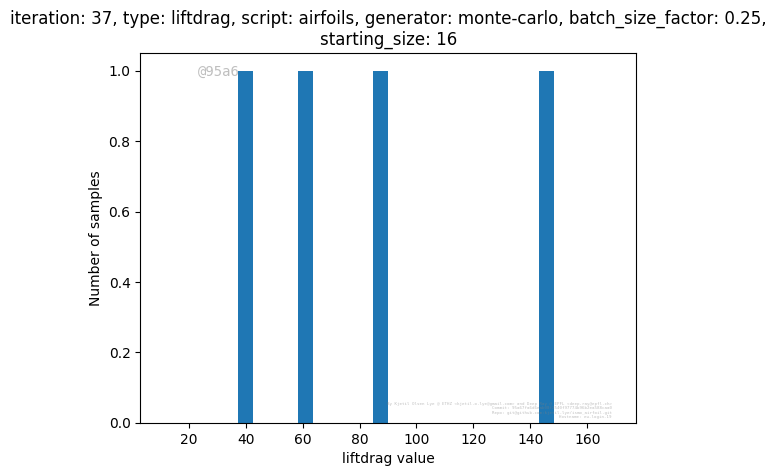 iteration: 37, type: liftdrag, script: airfoils, generator: monte-carlo, batch_size_factor: 0.25,
starting_size: 16
@95a6
1.0
0.8
0.6
0.4
0.2
0.0
Number of samples
20 40 60 80 100 120 140 160
liftdrag value